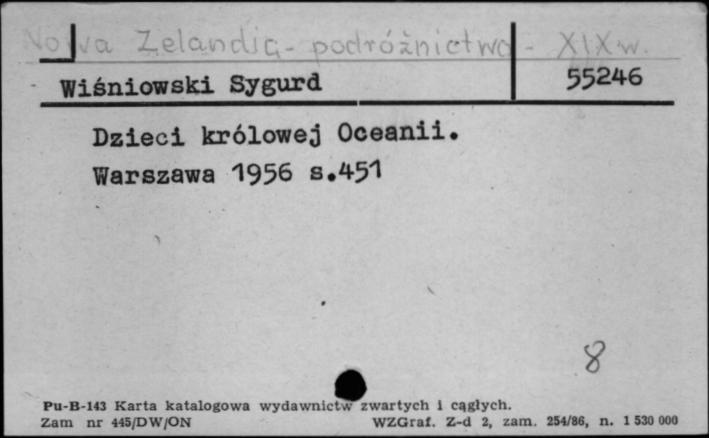 Nowa Zelandia - podróżnictwo - XIX w.
Wiśniowski Sygurd 55246
Dzieci królowej Oceanii.
Warszawa 1956 s.451
8
Pu-B-143 Karta katalogowa wydawnictw zwartych i ciągłych.
Zam nr 445/DW/ON WZGraf. Z-d 2, zam. 254/86, n. 1 530 000